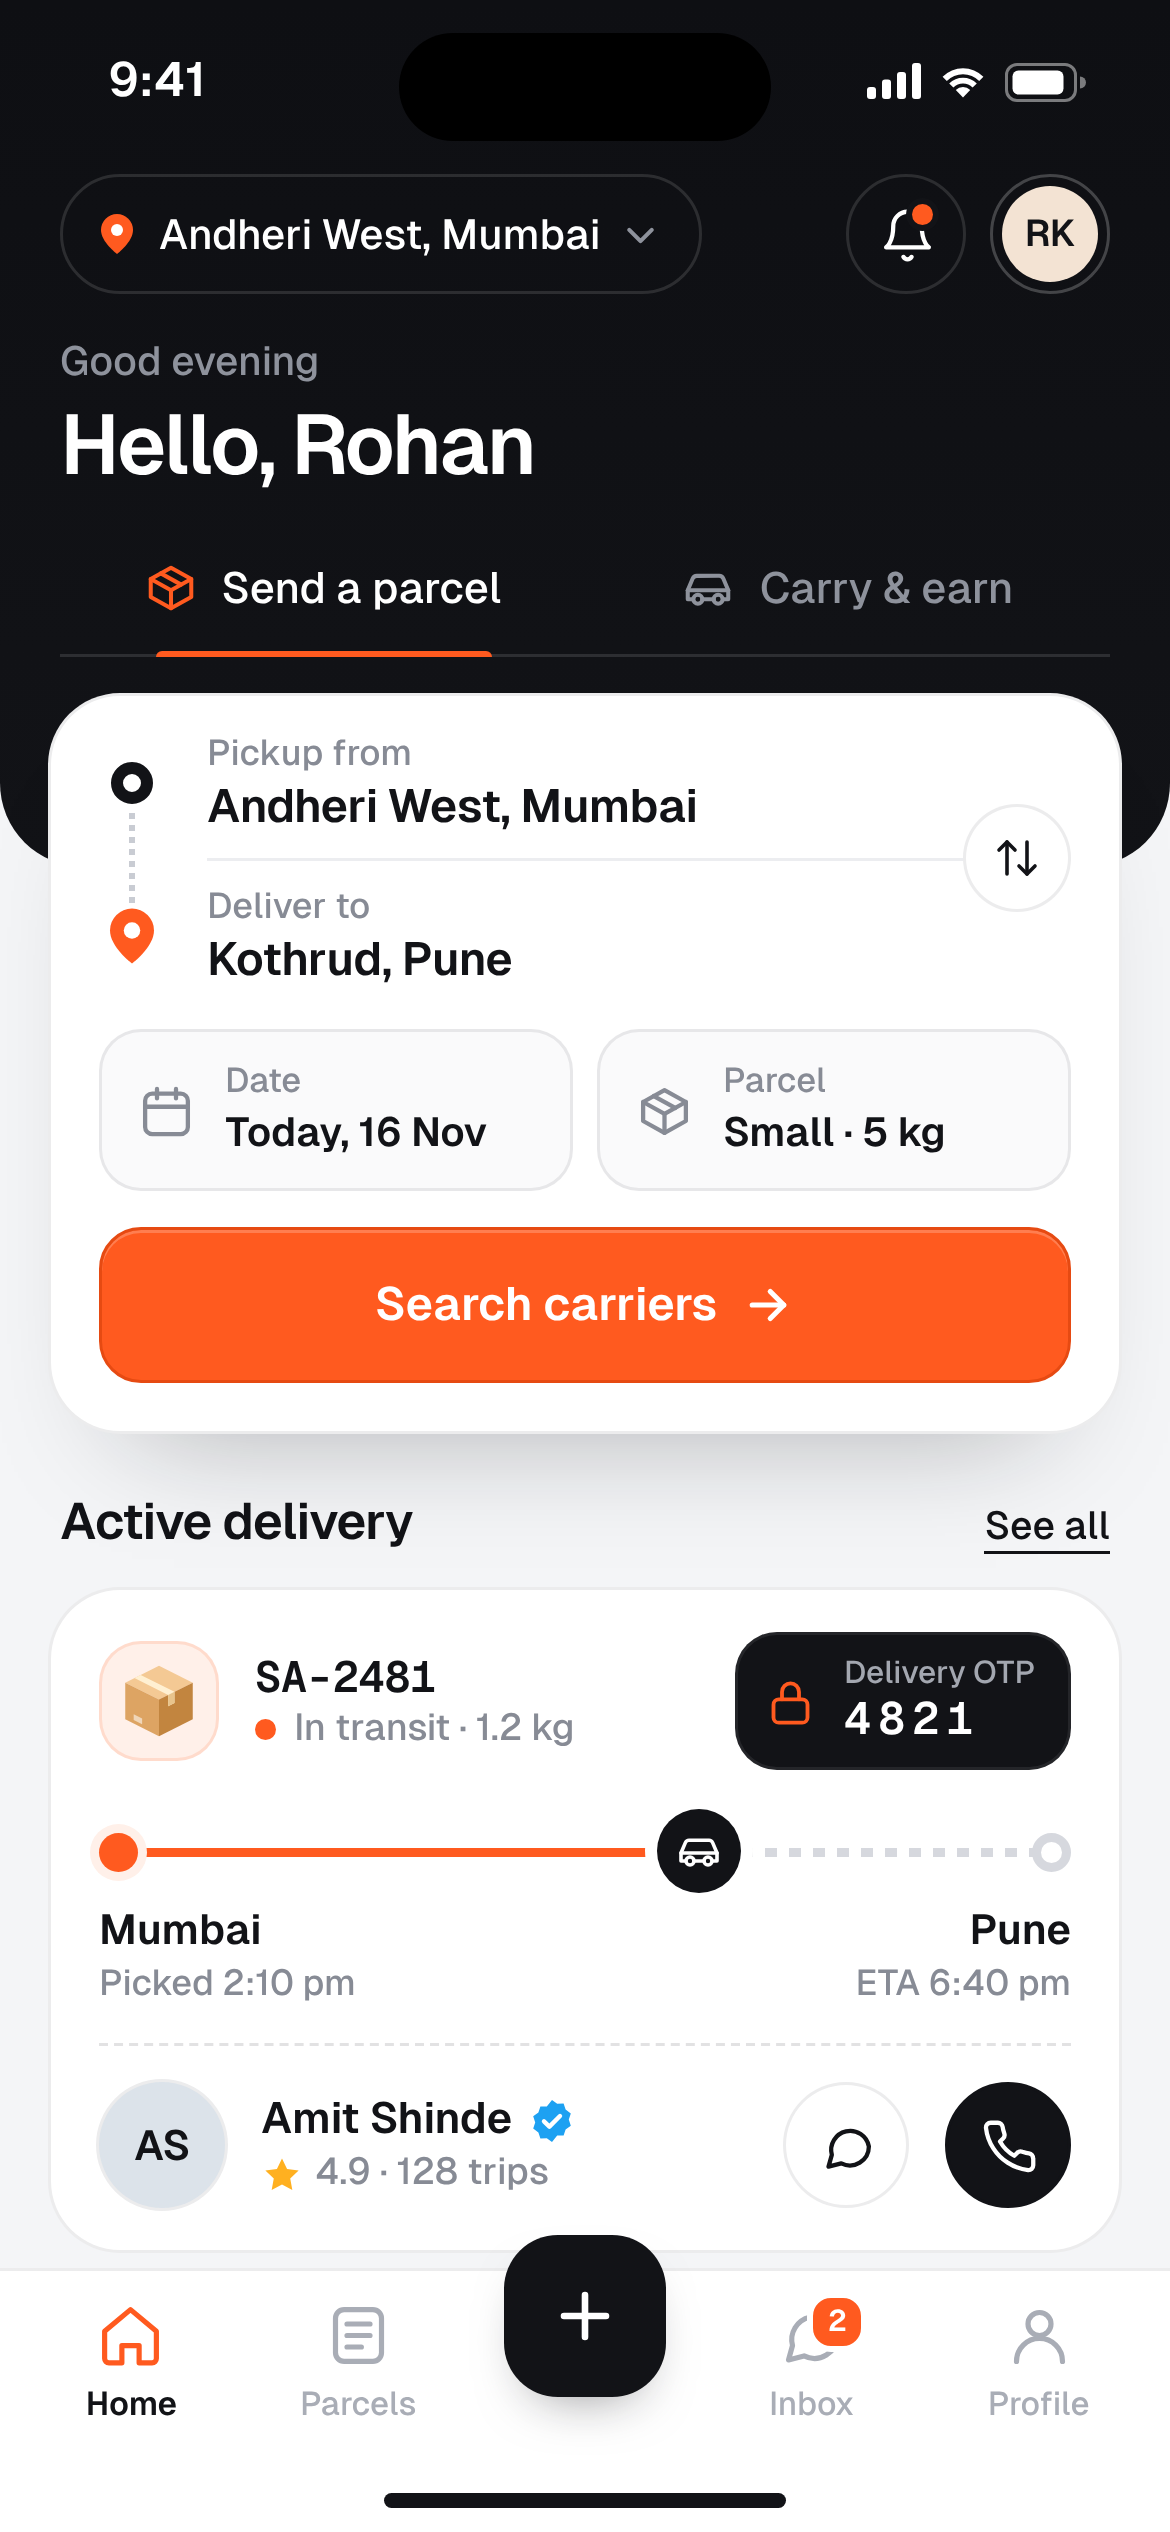 9:41
Andheri West, Mumbai
RK
Good evening
Hello, Rohan
Send a parcel
Carry & earn
Pickup from
Andheri West, Mumbai
Deliver to
Kothrud, Pune
Date
Today, 16 Nov
Parcel
Small · 5 kg
Search carriers
Active delivery
See all
SA-2481
In transit · 1.2 kg
Delivery OTP
4821
Mumbai
Picked 2:10 pm
Pune
ETA 6:40 pm
AS
Amit Shinde
4.9 · 128 trips
Home
Parcels
2
Inbox
Profile